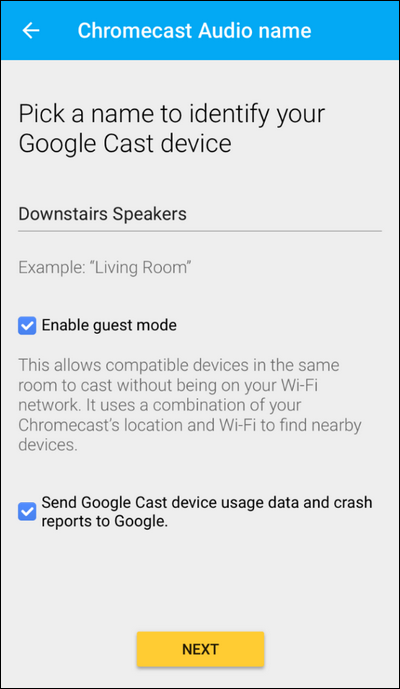 Chromecast Audio name
Pick a name to identify your
Google Cast device
Downstairs Speakers
Example: “Living Room”
Enable guest mode
This allows compatible devices in the same
room to cast without being on your Wi-Fi
network. It uses a combination of your
Chromecast's location and Wi-Fi to find nearby
devices.
Send Google Cast device usage data and crash
reports to Google.
NEXT